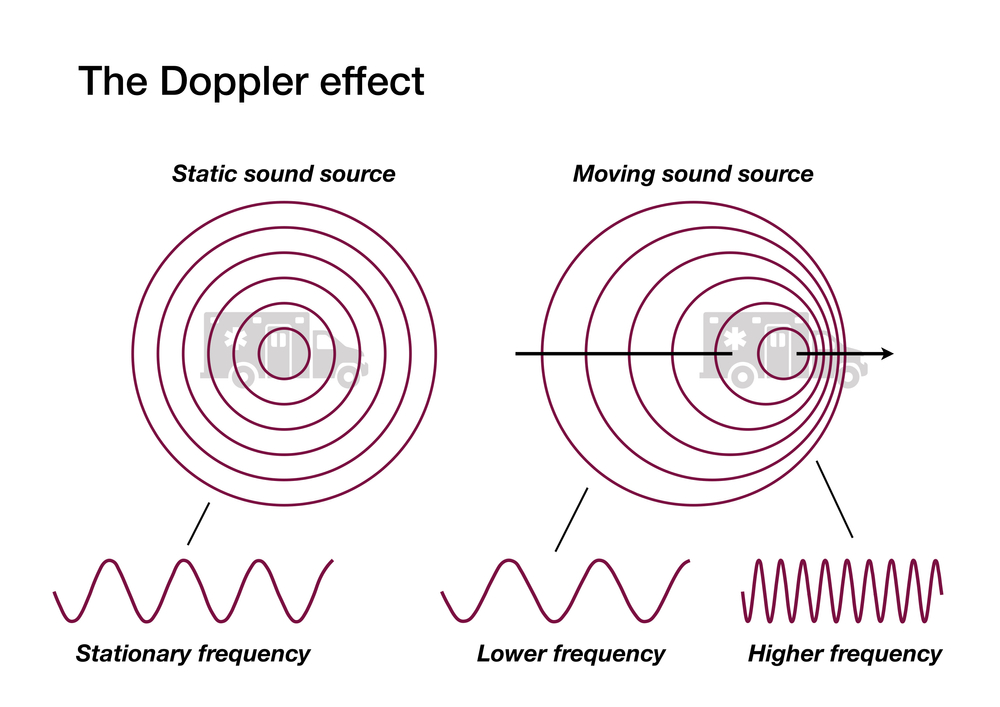 The Doppler effect
Static sound source
Moving sound source
Stationary frequency
Lower frequency
Higher frequency